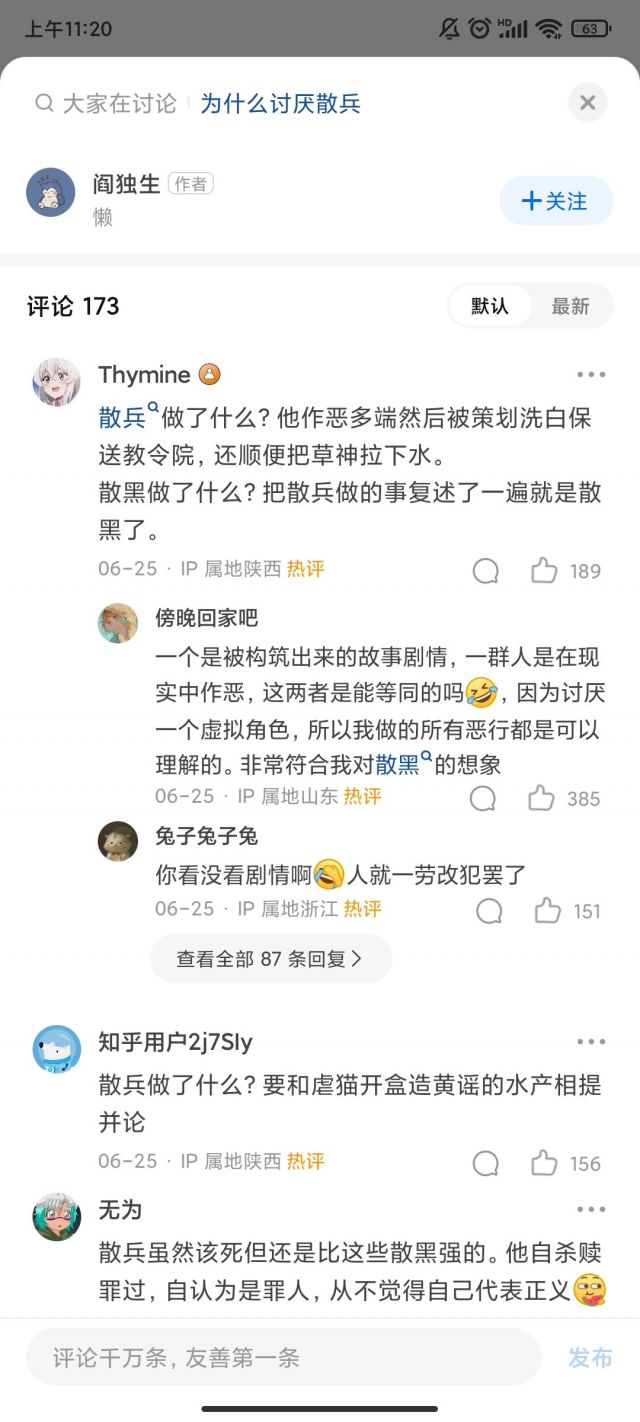 上午11:20
HD
63
大家在讨论 为什么讨厌散兵
阎独生 作者
懒
+关注
评论 173
默认
最新
Thymine
散兵做了什么？他作恶多端然后被策划洗白保
送教令院，还顺便把草神拉下水。
散黑做了什么？把散兵做的事复述了一遍就是散
黑了。
06-25 · IP 属地陕西 热评
189
傍晚回家吧
一个是被构筑出来的故事剧情，一群人是在现
实中作恶，这两者是能等同的吗🤣，因为讨厌
一个虚拟角色，所以我做的所有恶行都是可以
理解的。非常符合我对散黑的想象
06-25 · IP 属地山东 热评
385
兔子兔子兔
你看没看剧情啊人就一劳改犯罢了
06-25 · IP 属地浙江 热评
151
查看全部 87 条回复
知乎用户2j7Sly
散兵做了什么？要和虐猫开盒造黄谣的水产相提
并论
06-25 · IP 属地陕西 热评
156
无为
散兵虽然该死但还是比这些散黑强的。他自杀赎
罪过，自认为是罪人，从不觉得自己代表正义
评论千万条，友善第一条
发布